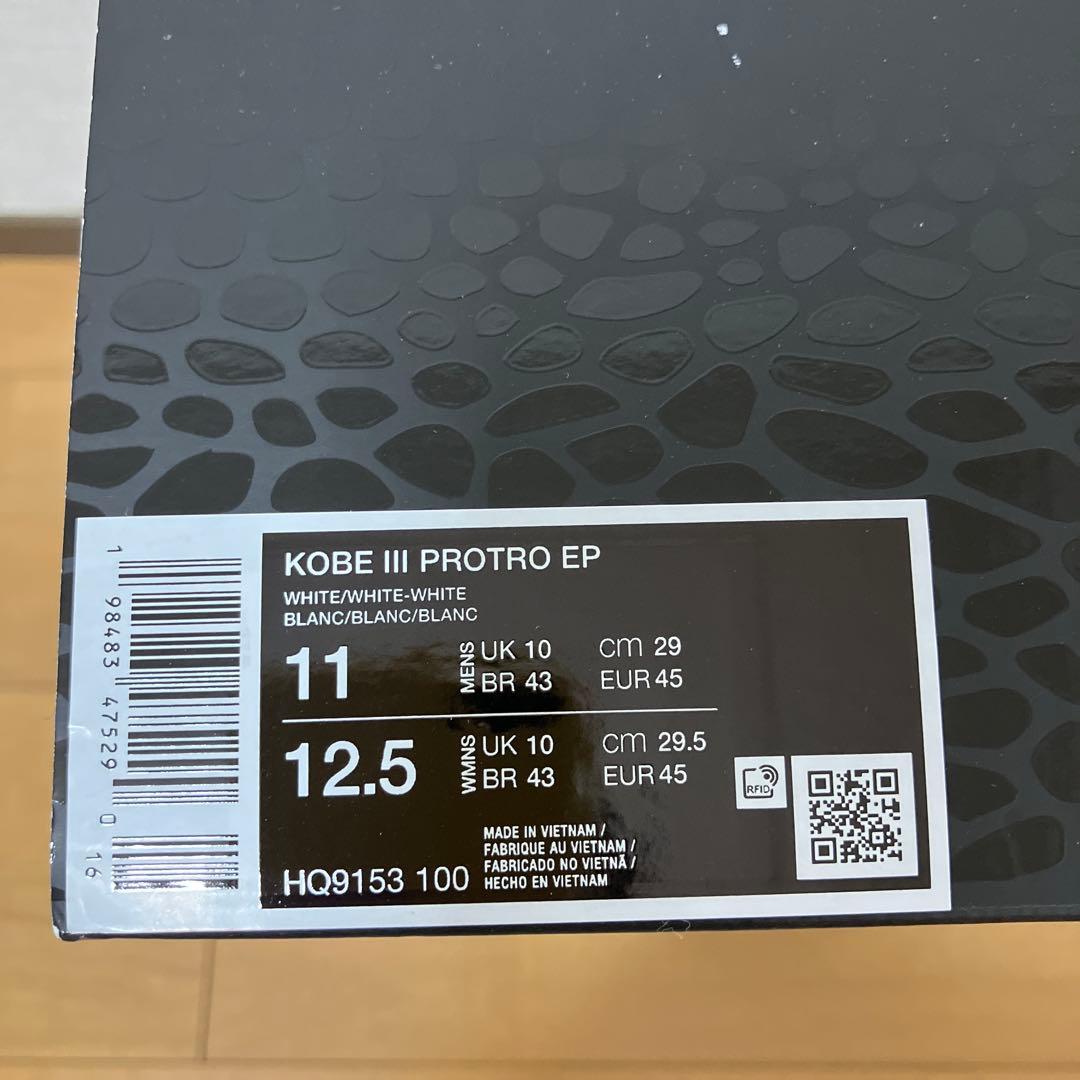 KOBE III PROTRO EP
WHITE/WHITE-WHITE
BLANC/BLANC/BLANC
11
MENS
UK 10
cm 29
BR 43
EUR 45
12.5
WMNS
UK 10
cm 29.5
BR 43
EUR 45
RFID
MADE IN VIETNAM /
FABRIQUE AU VIETNAM /
FABRICADO NO VIETNÃ /
HECHO EN VIETNAM
HQ9153 100
1 98483 47529 0 16